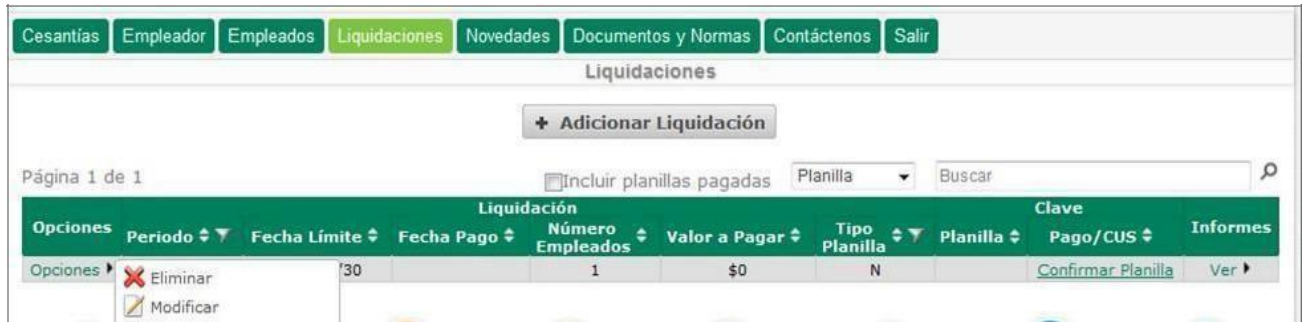 Cesantías Empleador Empleados Liquidaciones Novedades Documentos y Normas Contáctenos Salir
Liquidaciones
+ Adicionar Liquidación
Página 1 de 1 Incluir planillas pagadas Planilla Buscar
Liquidación Clave
Opciones Periodo Fecha Límite Fecha Pago Número Empleados Valor a Pagar Tipo Planilla Planilla Pago/CUS Informes
Opciones /30 1 $0 N Confirmar Planilla Ver
Eliminar
Modificar